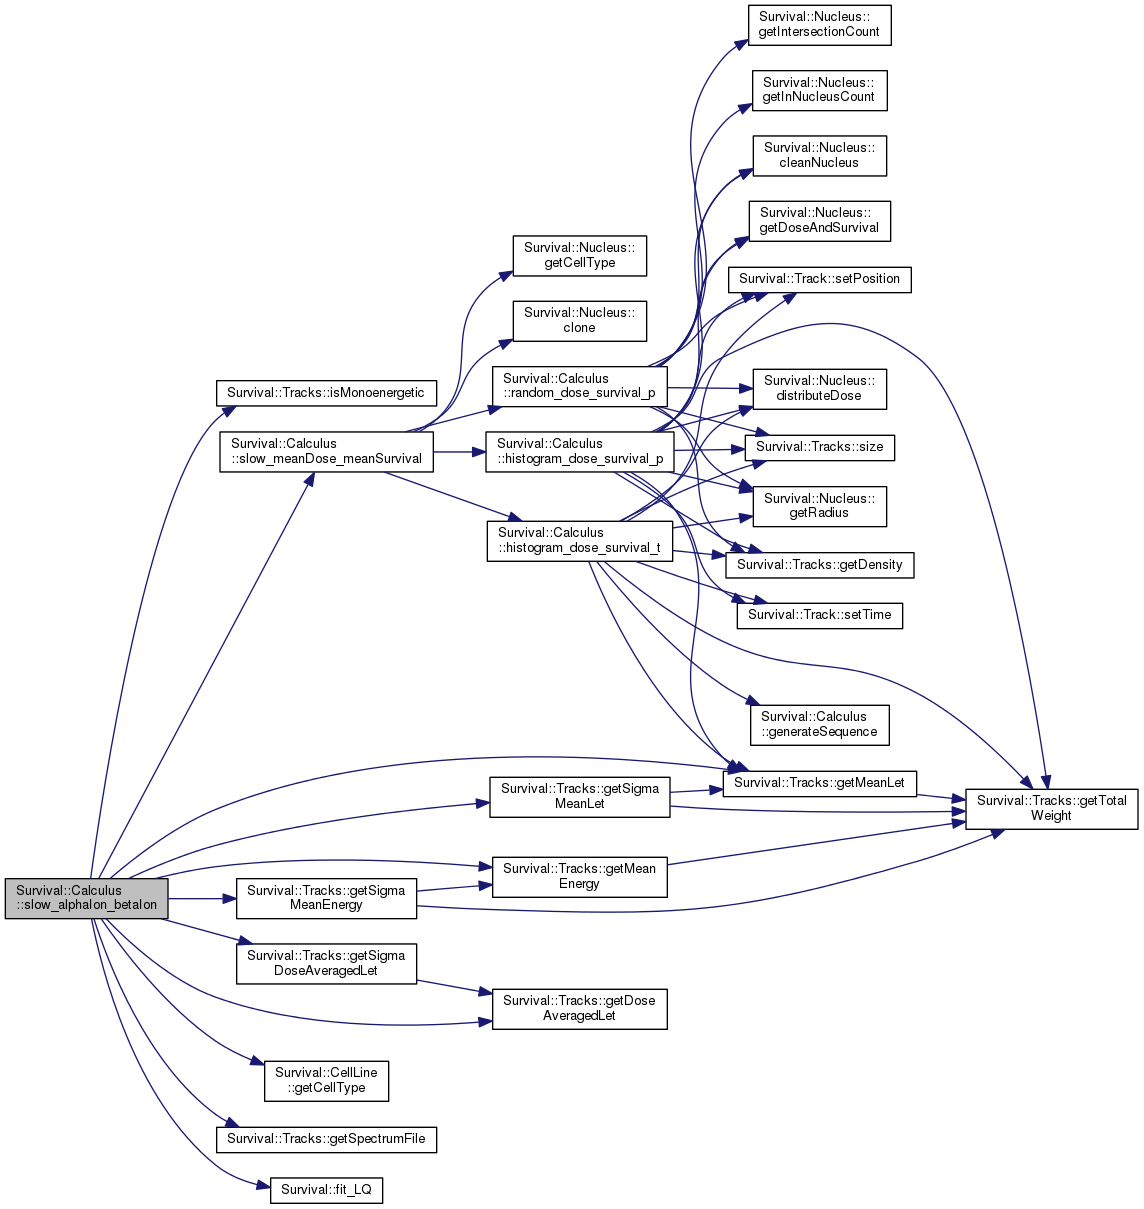 Survival::Nucleus::
getIntersectionCount
Survival::Nucleus::
getInNucleusCount
Survival::Nucleus::
cleanNucleus
Survival::Nucleus::
getDoseAndSurvival
Survival::Nucleus::
getCellType
Survival::Track::setPosition
Survival::Nucleus::
clone
Survival::Tracks::isMonoenergetic
Survival::Calculus
::random_dose_survival_p
Survival::Nucleus::
distributeDose
Survival::Calculus
::slow_meanDose_meanSurvival
Survival::Calculus
::histogram_dose_survival_p
Survival::Tracks::size
Survival::Nucleus::
getRadius
Survival::Calculus
::histogram_dose_survival_t
Survival::Tracks::getDensity
Survival::Track::setTime
Survival::Calculus
::generateSequence
Survival::Tracks::getMeanLet
Survival::Tracks::getSigma
MeanLet
Survival::Tracks::getTotal
Weight
Survival::Tracks::getMean
Energy
Survival::Calculus
::slow_alphaIon_betaIon
Survival::Tracks::getSigma
MeanEnergy
Survival::Tracks::getSigma
DoseAveragedLet
Survival::Tracks::getDose
AveragedLet
Survival::CellLine
::getCellType
Survival::Tracks::getSpectrumFile
Survival::fit_LQ